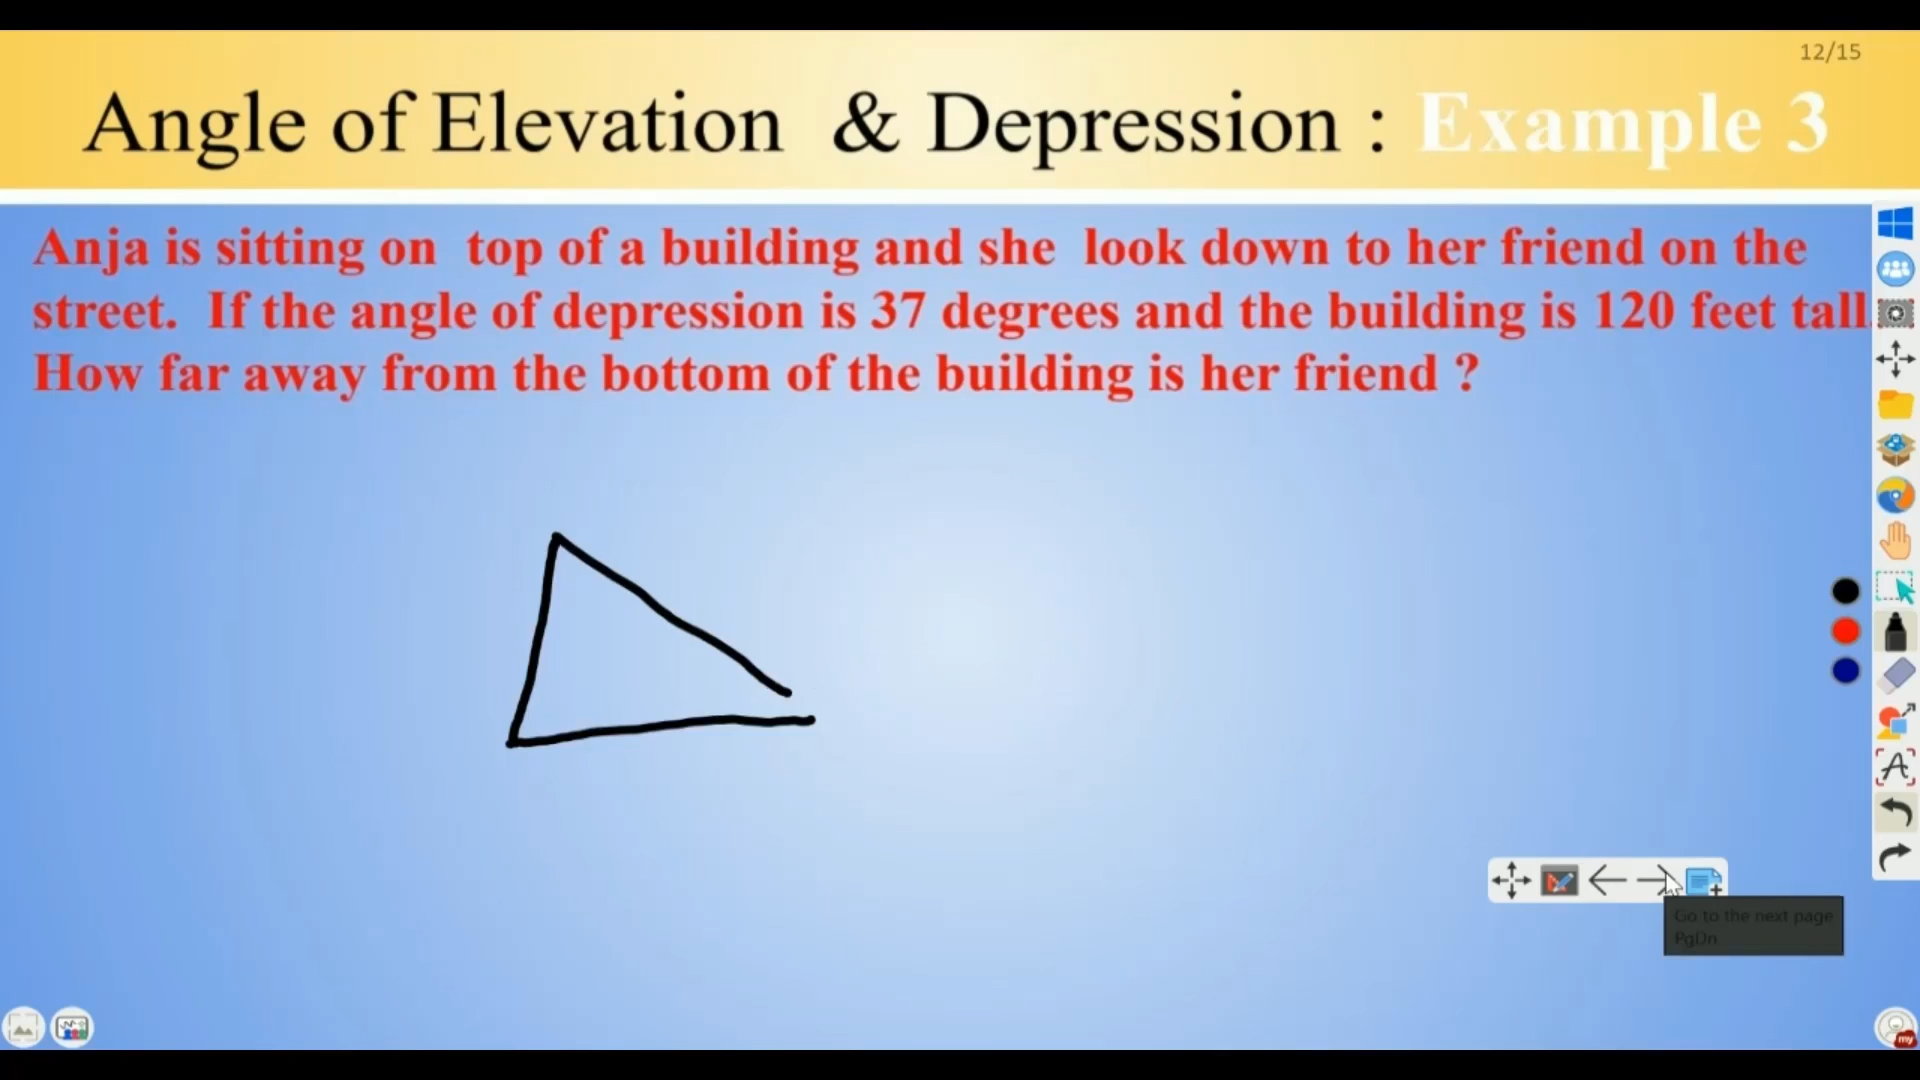 12/15
Angle of Elevation & Depression : Example 3
Anja is sitting on top of a building and she look down to her friend on the
street. If the angle of depression is 37 degrees and the building is 120 feet tall.
How far away from the bottom of the building is her friend ?
Go to the next page
PgDn
my